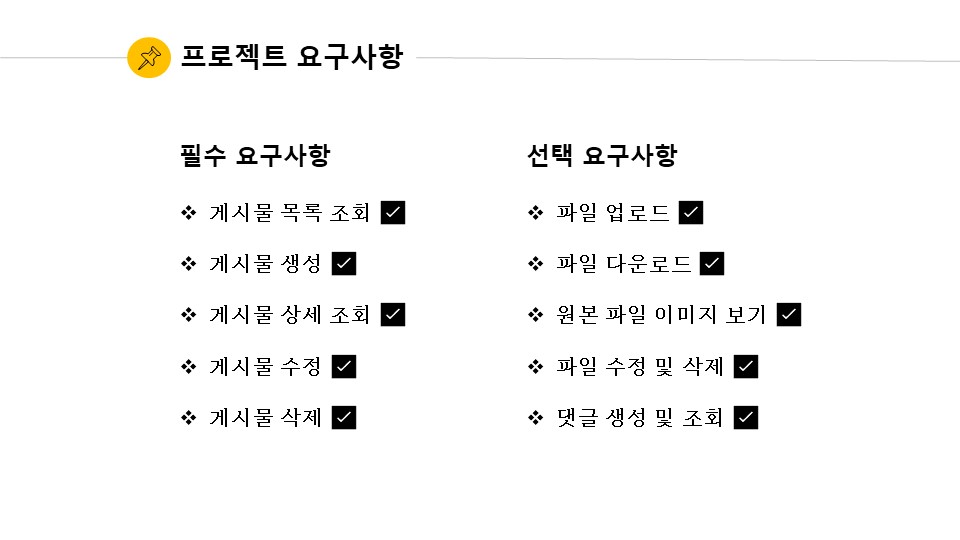 프로젝트 요구사항
필수 요구사항
❖ 게시물 목록 조회 ✅
❖ 게시물 생성 ✅
❖ 게시물 상세 조회 ✅
❖ 게시물 수정 ✅
❖ 게시물 삭제 ✅
선택 요구사항
❖ 파일 업로드 ✅
❖ 파일 다운로드 ✅
❖ 원본 파일 이미지 보기 ✅
❖ 파일 수정 및 삭제 ✅
❖ 댓글 생성 및 조회 ✅